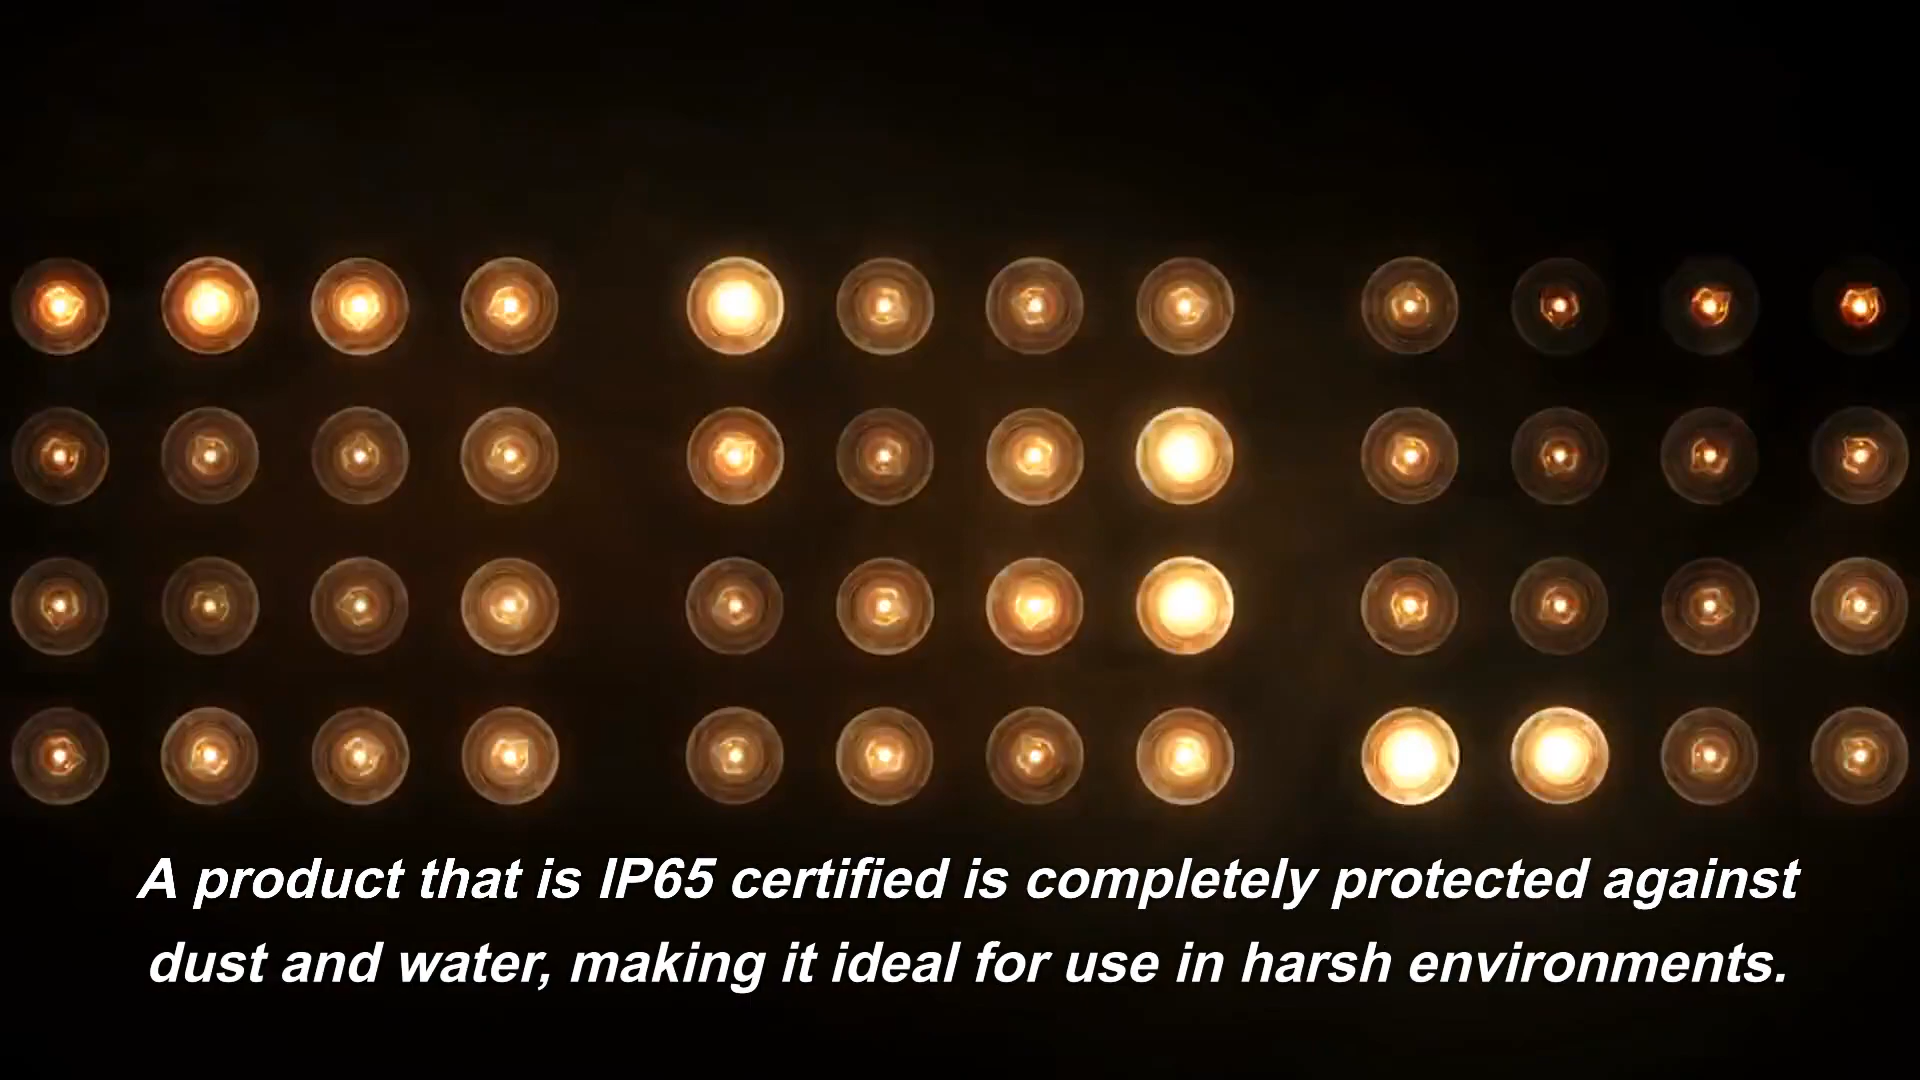 A product that is IP65 certified is completely protected against
dust and water, making it ideal for use in harsh environments.